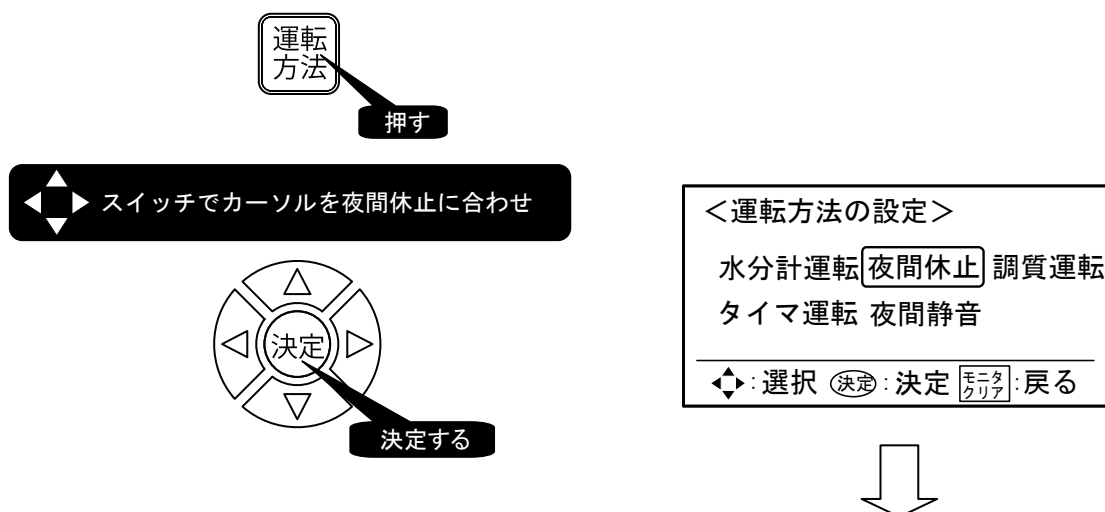 運転
方法
押す
スイッチでカーソルを夜間休止に合わせ
決定
決定する
＜運転方法の設定＞
水分計運転 夜間休止 調質運転
タイマ運転 夜間静音
:選択 決定:決定 モニタクリア:戻る